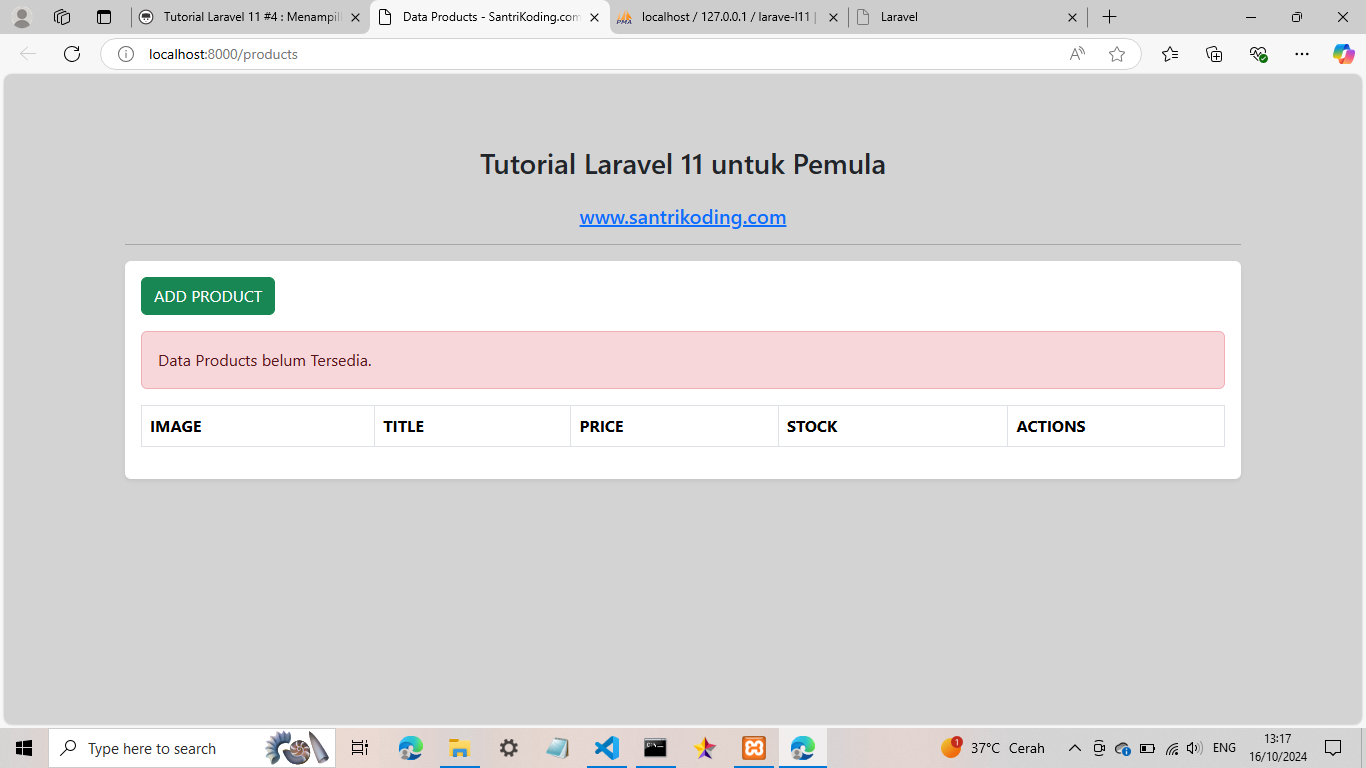 Tutorial Laravel 11 #4 : Menampil
Data Products - SantriKoding.com
localhost / 127.0.0.1 / larave-l11 |
Laravel
localhost:8000/products
Tutorial Laravel 11 untuk Pemula
www.santrikoding.com
ADD PRODUCT
Data Products belum Tersedia.
IMAGE TITLE PRICE STOCK ACTIONS
Type here to search
1
37°C Cerah
ENG
13:17
16/10/2024